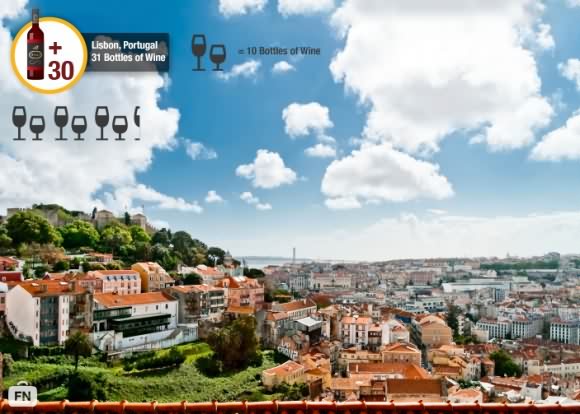 +
30
Lisbon, Portugal
31 Bottles of Wine
= 10 Bottles of Wine
FN